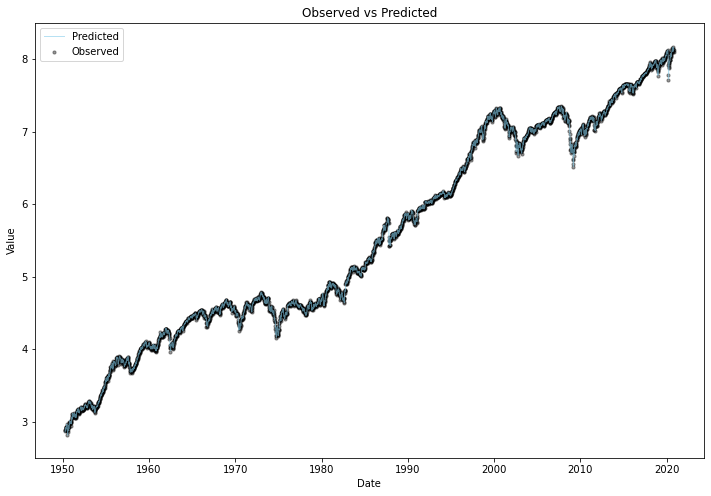 Observed vs Predicted
Predicted
Observed
8
7
6
5
4
3
Value
1950 1960 1970 1980 1990 2000 2010 2020
Date